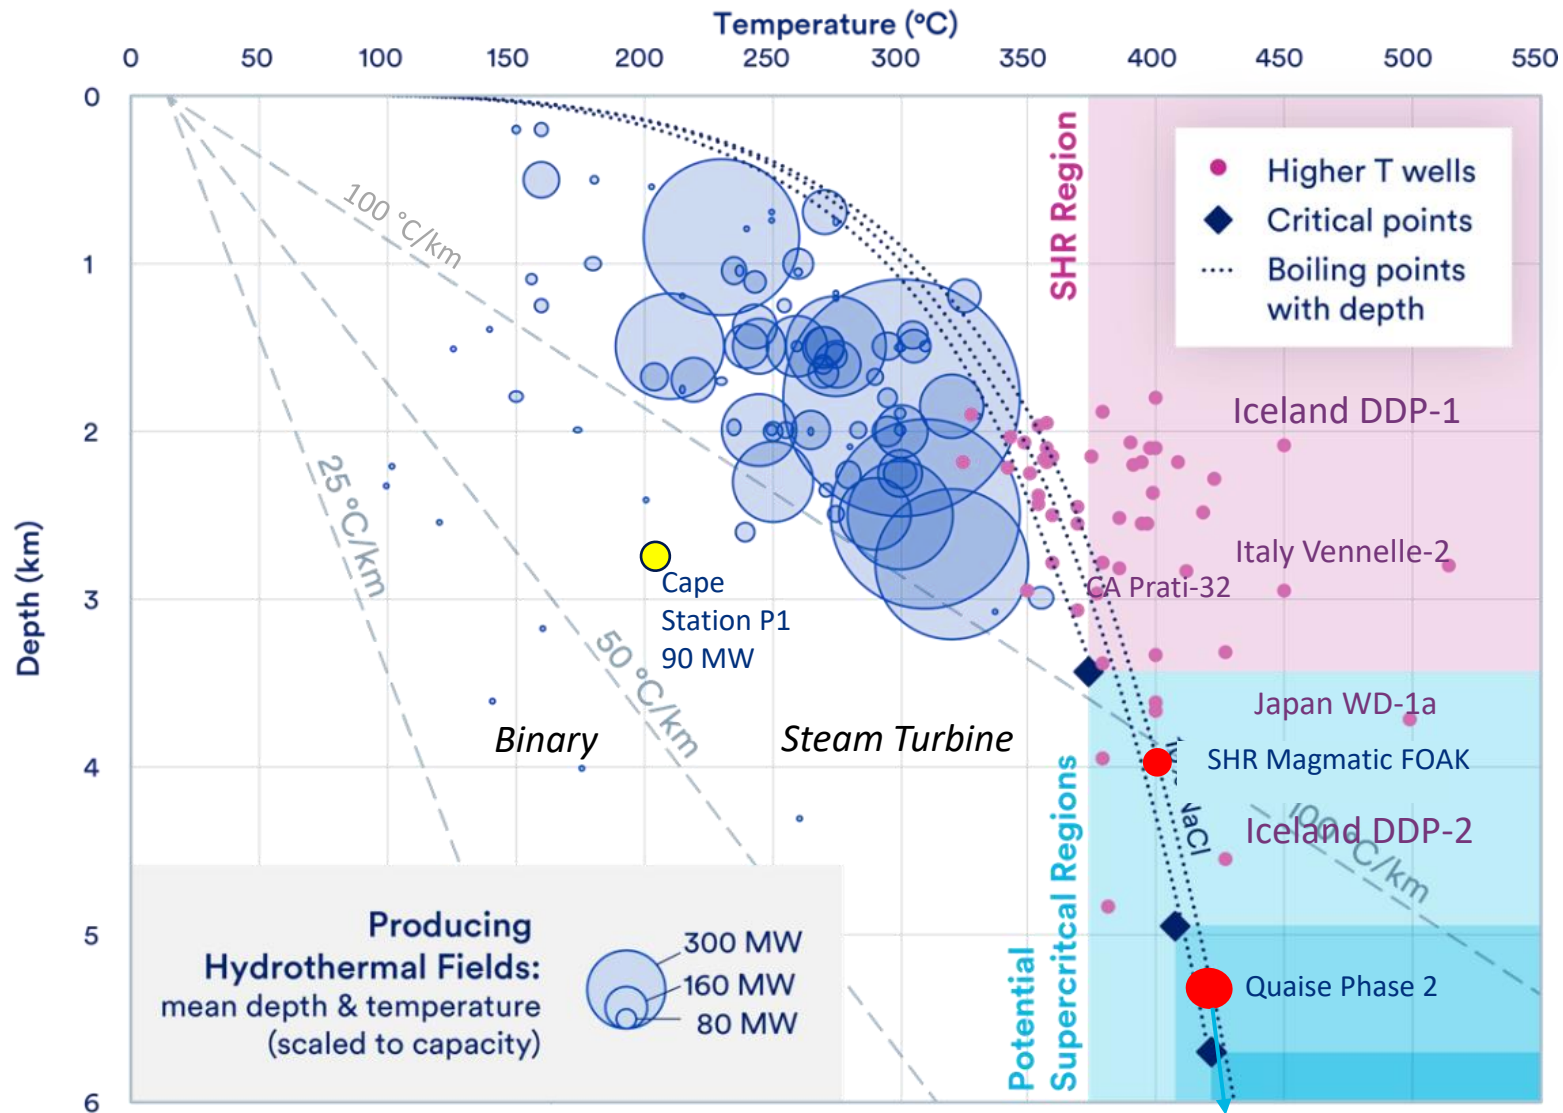 Temperature (°C)
0 50 100 150 200 250 300 350 400 450 500 550
Depth (km)
0
1
2
3
4
5
6
SHR Region
Higher T wells
Critical points
Boiling points
with depth
100 °C/km
25 °C/km
50 °C/km
Iceland DDP-1
Italy Vennelle-2
CA Prati-32
Cape
Station P1
90 MW
Binary
Steam Turbine
Japan WD-1a
SHR Magmatic FOAK
NaCl
Iceland DDP-2
100 °C/km
Potential
Supercritcal Regions
Quaise Phase 2
Producing
Hydrothermal Fields:
mean depth & temperature
(scaled to capacity)
300 MW
160 MW
80 MW